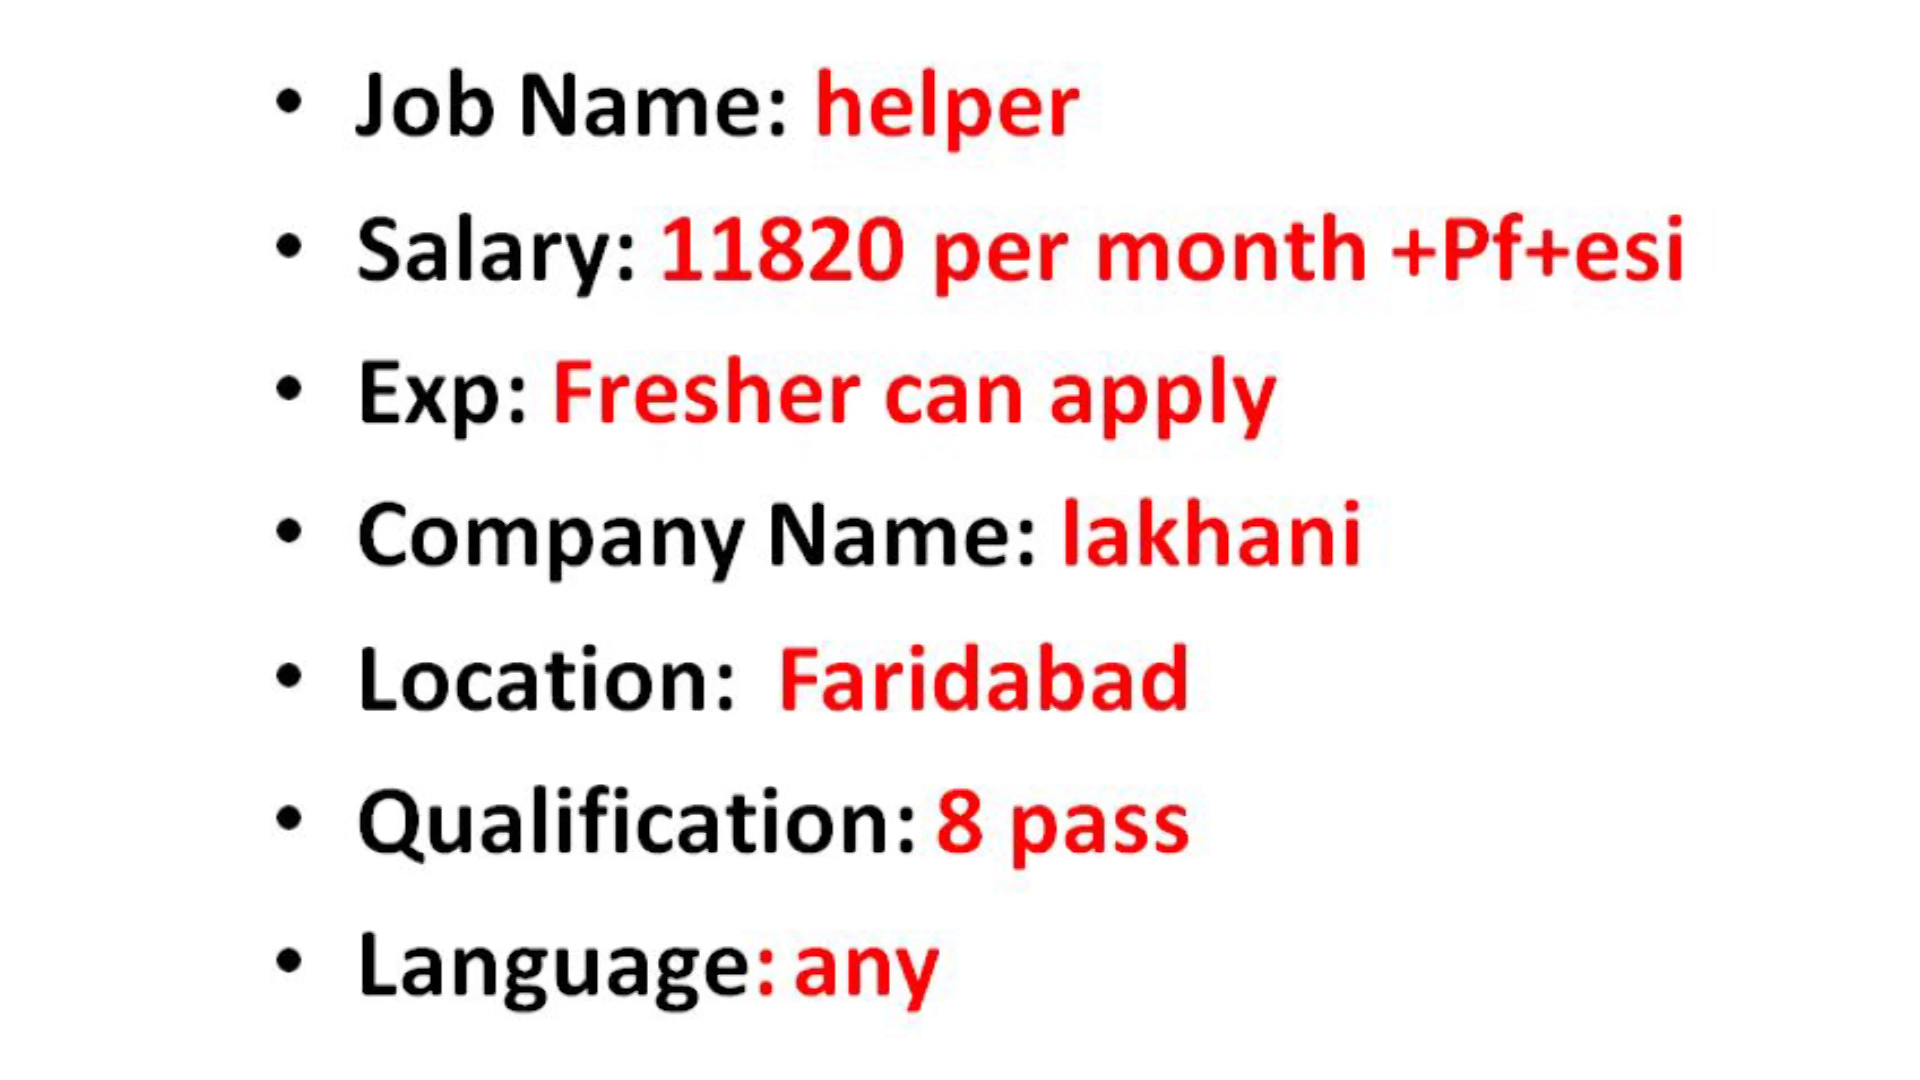 • Job Name: helper
• Salary: 11820 per month +Pf+esi
• Exp: Fresher can apply
• Company Name: lakhani
• Location: Faridabad
• Qualification: 8 pass
• Language: any